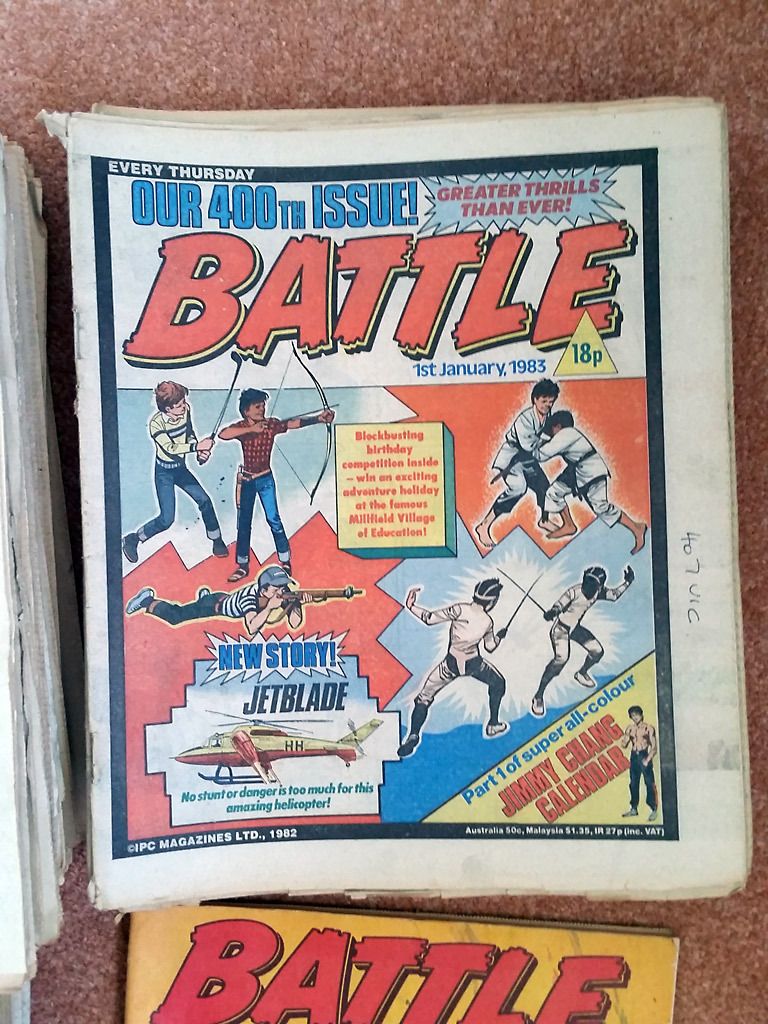 EVERY THURSDAY
OUR 400TH ISSUE!
GREATER THRILLS
THAN EVER!
BATTLE
1st January, 1983
18p
Blockbusting
birthday
competition inside
– win an exciting
adventure holiday
at the famous
Millfield Village
of Education!
NEW STORY!
JETBLADE
HH
No stunt or danger is too much for this
amazing helicopter!
Part 1 of super all-colour
JIMMY CHANG
CALENDAR
©IPC MAGAZINES LTD., 1982
Australia 50c, Malaysia $1.35, IR 27p (inc. VAT)
BATTLE